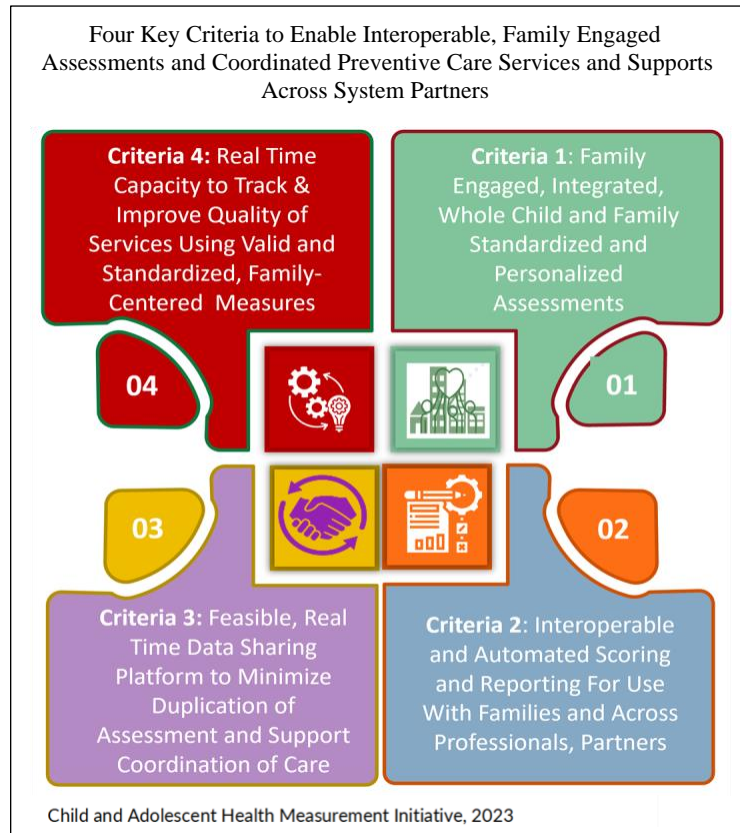 Four Key Criteria to Enable Interoperable, Family Engaged
Assessments and Coordinated Preventive Care Services and Supports
Across System Partners
Criteria 4: Real Time
Capacity to Track &
Improve Quality of
Services Using Valid and
Standardized, Family-
Centered Measures
04
Criteria 1: Family
Engaged, Integrated,
Whole Child and Family
Standardized and
Personalized
Assessments
01
03
Criteria 3: Feasible, Real
Time Data Sharing
Platform to Minimize
Duplication of
Assessment and Support
Coordination of Care
02
Criteria 2: Interoperable
and Automated Scoring
and Reporting For Use
With Families and Across
Professionals, Partners
Child and Adolescent Health Measurement Initiative, 2023